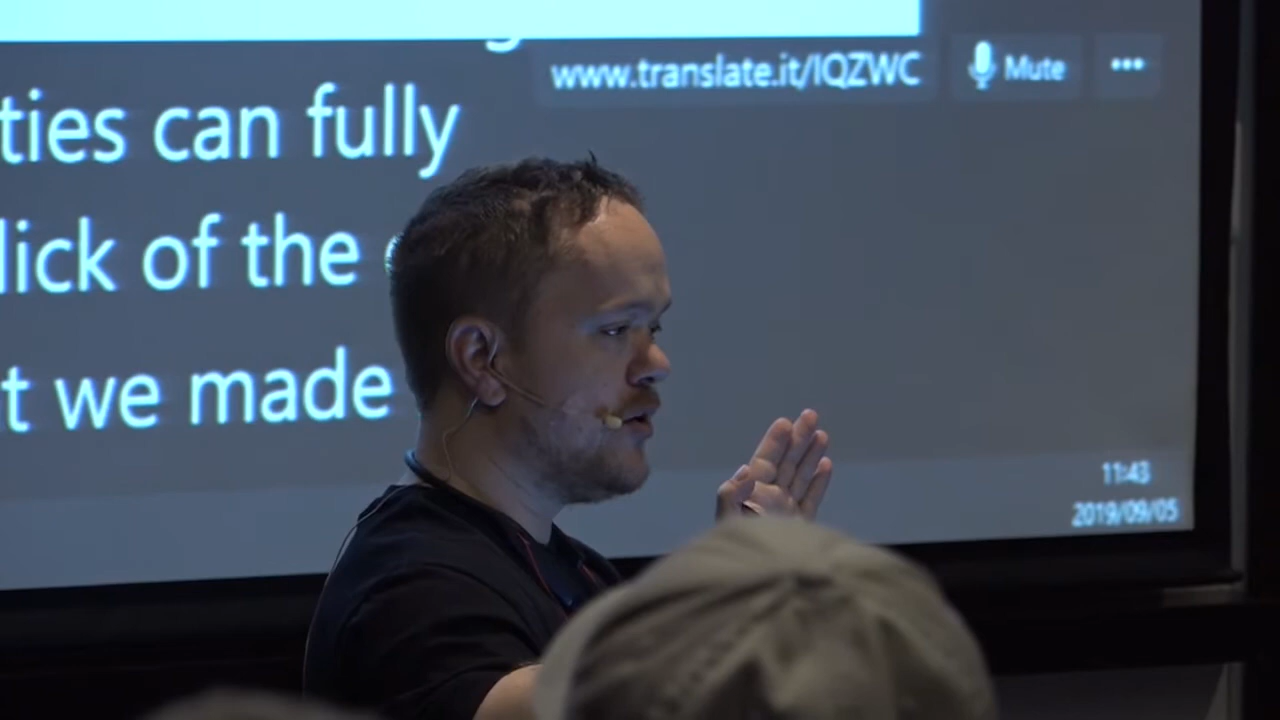 www.translate.it/IQZWC
Mute
ties can fully
lick of the
t we made
11:43
2019/09/05